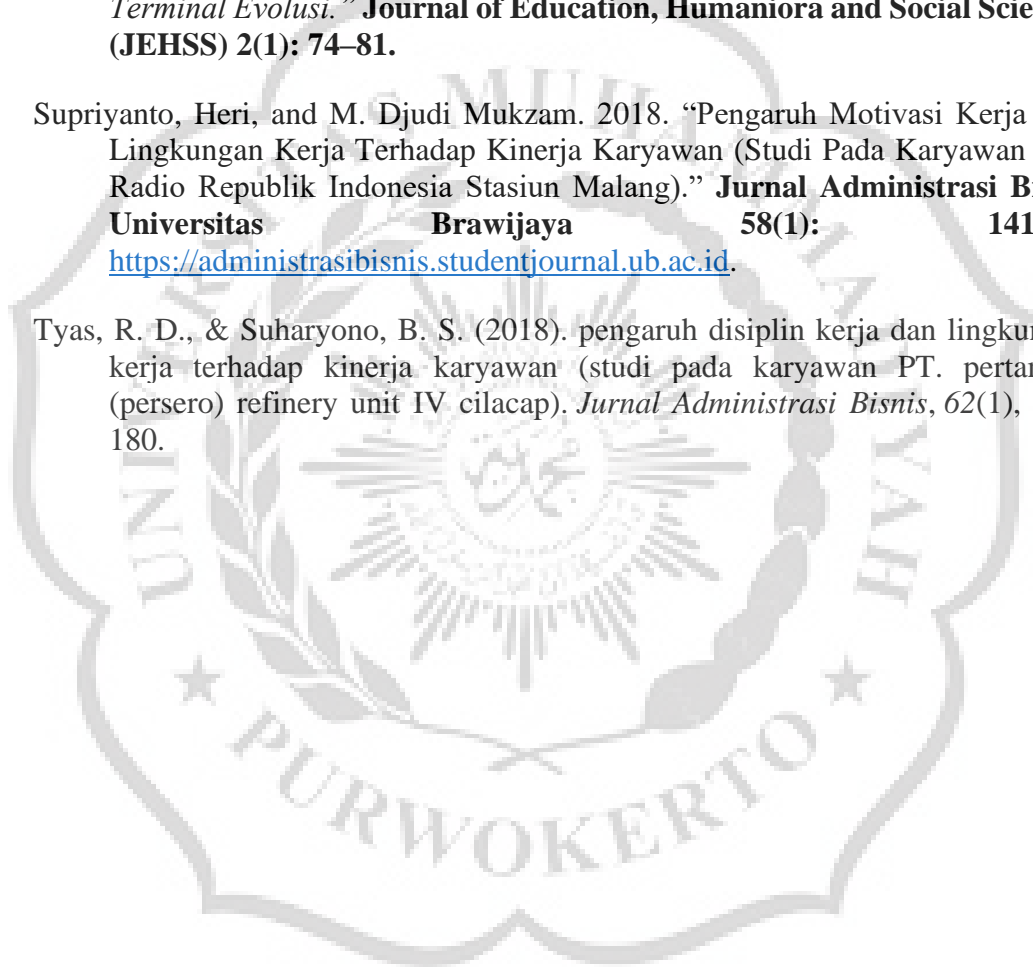 Terminal Evolusi." Journal of Education, Humaniora and Social Scie
(JEHSS) 2(1): 74–81.
Supriyanto, Heri, and M. Djudi Mukzam. 2018. “Pengaruh Motivasi Kerja
Lingkungan Kerja Terhadap Kinerja Karyawan (Studi Pada Karyawan
Radio Republik Indonesia Stasiun Malang).” Jurnal Administrasi B
Universitas Brawijaya 58(1): 141
https://administrasibisnis.studentjournal.ub.ac.id.
Tyas, R. D., & Suharyono, B. S. (2018). pengaruh disiplin kerja dan lingku
kerja terhadap kinerja karyawan (studi pada karyawan PT. perta
(persero) refinery unit IV cilacap). Jurnal Administrasi Bisnis, 62(1),
180.
UNIVERSITAS MUHAMMADIYAH
PURWOKERTO